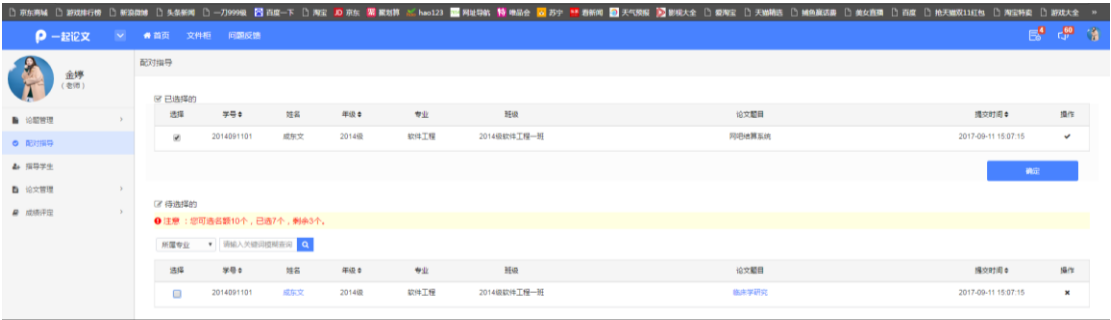 京东商城 游戏排行榜 新浪微博 头条新闻 一刀999级 百度一下 淘宝 京东 聚划算 hao123 网址导航 唯品会 苏宁 看新闻 天气预报 影视大全 爱淘宝 天猫精选 美女直播 百度 抢天猫双11红包 淘宝特卖 游戏大全
一起论文 首页 文件柜 问题反馈 4 60
金婷
(老师)
论题管理
配对指导
指导学生
论文管理
成绩评定
配对指导
已选择的
选择 学号 姓名 年级 专业 班级 论文题目 提交时间 操作
2014091101 成东文 2014级 软件工程 2014级软件工程一班 网吧结算系统 2017-09-11 15:07:15
确定
待选择的
注意：您可选名额10个，已选7个，剩余3个。
所属专业 请输入关键词提醒查询
选择 学号 姓名 年级 专业 班级 论文题目 提交时间 操作
2014091101 成东文 2014级 软件工程 2014级软件工程一班 临床学研究 2017-09-11 15:07:15